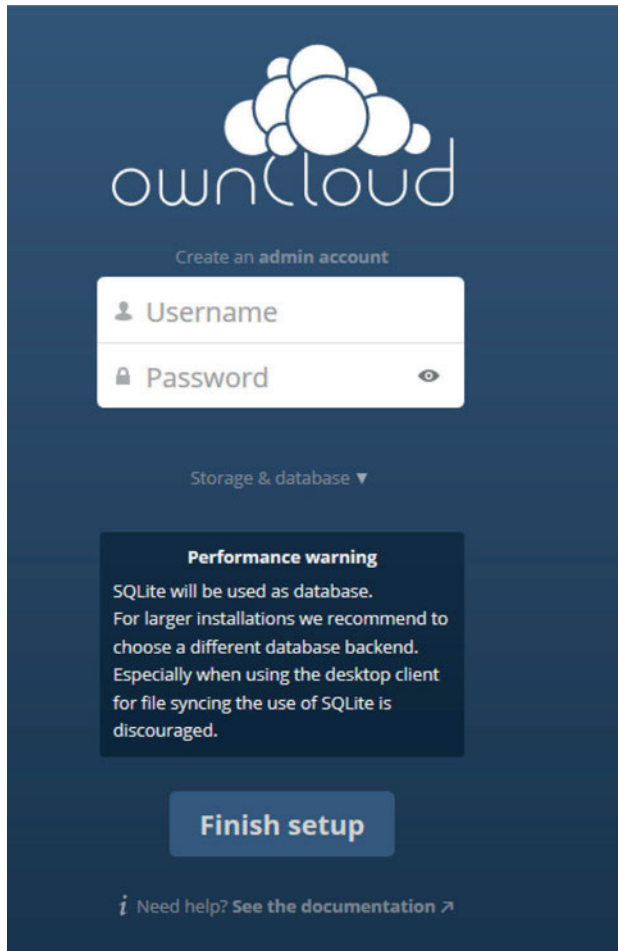 ownCloud
Create an admin account
Username
Password
Storage & database ▼
Performance warning
SQLite will be used as database.
For larger installations we recommend to
choose a different database backend.
Especially when using the desktop client
for file syncing the use of SQLite is
discouraged.
Finish setup
i Need help? See the documentation ↗